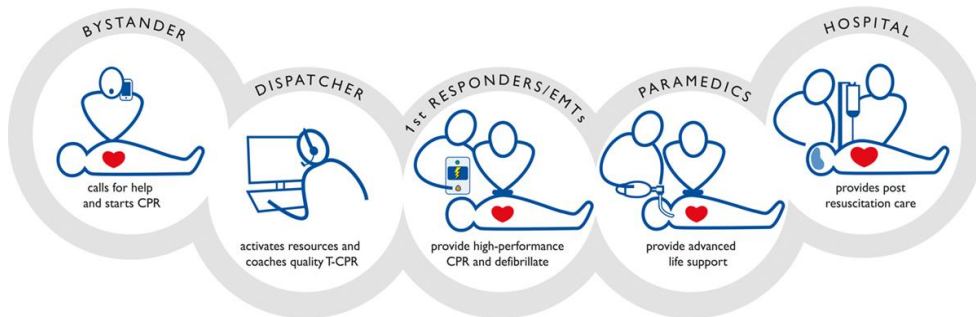 BYSTANDER
calls for help
and starts CPR
DISPATCHER
activates resources and
coaches quality T-CPR
1st RESPONDERS/EMTs
provide high-performance
CPR and defibrillate
PARAMEDICS
provide advanced
life support
HOSPITAL
provides post
resuscitation care